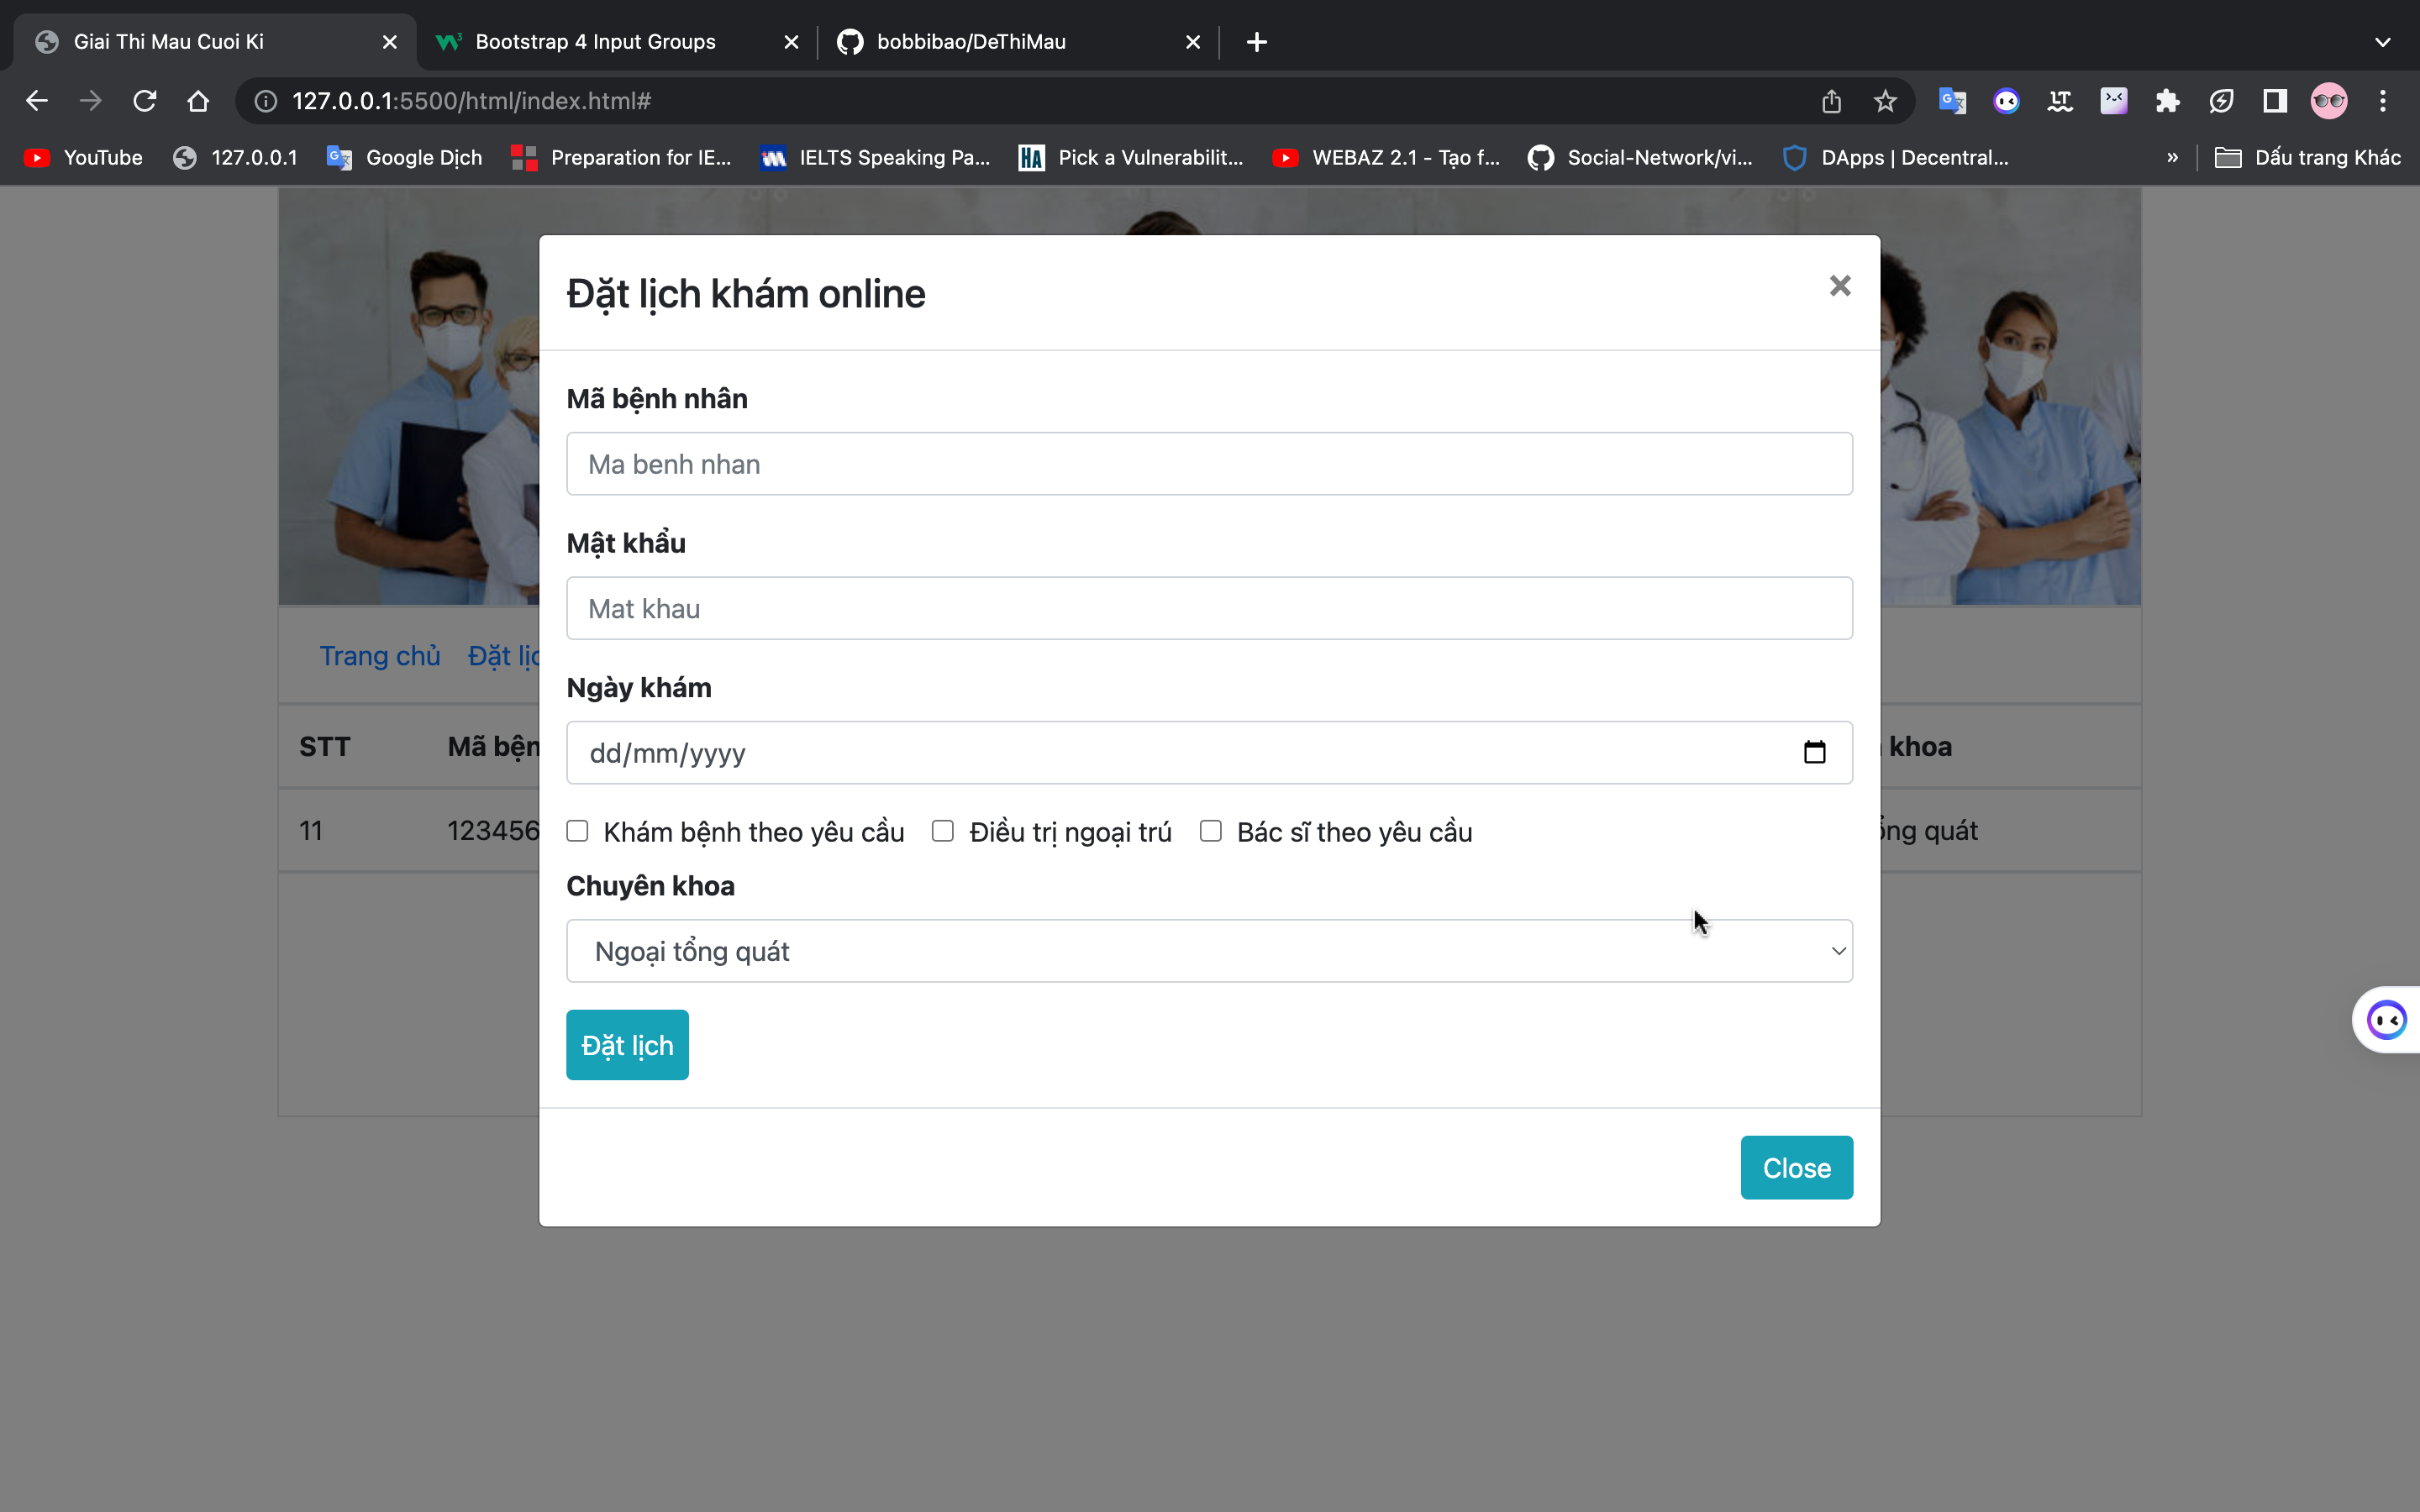 Giai Thi Mau Cuoi Ki
Bootstrap 4 Input Groups
bobbibao/DeThiMau
127.0.0.1:5500/html/index.html#
YouTube
127.0.0.1
Google Dịch
Preparation for IE...
IELTS Speaking Pa...
HA
Pick a Vulnerabilit...
WEBAZ 2.1 - Tạo f...
Social-Network/vi...
DApps | Decentral...
»
Dấu trang Khác
Đặt lịch khám online
×
Mã bệnh nhân
Ma benh nhan
Mật khẩu
Mat khau
Trang chủ
Đặt lịc
Ngày khám
dd/mm/yyyy
STT
Mã bện
khoa
11
123456
ổng quát
Khám bệnh theo yêu cầu
Điều trị ngoại trú
Bác sĩ theo yêu cầu
Chuyên khoa
Ngoại tổng quát
Đặt lịch
Close